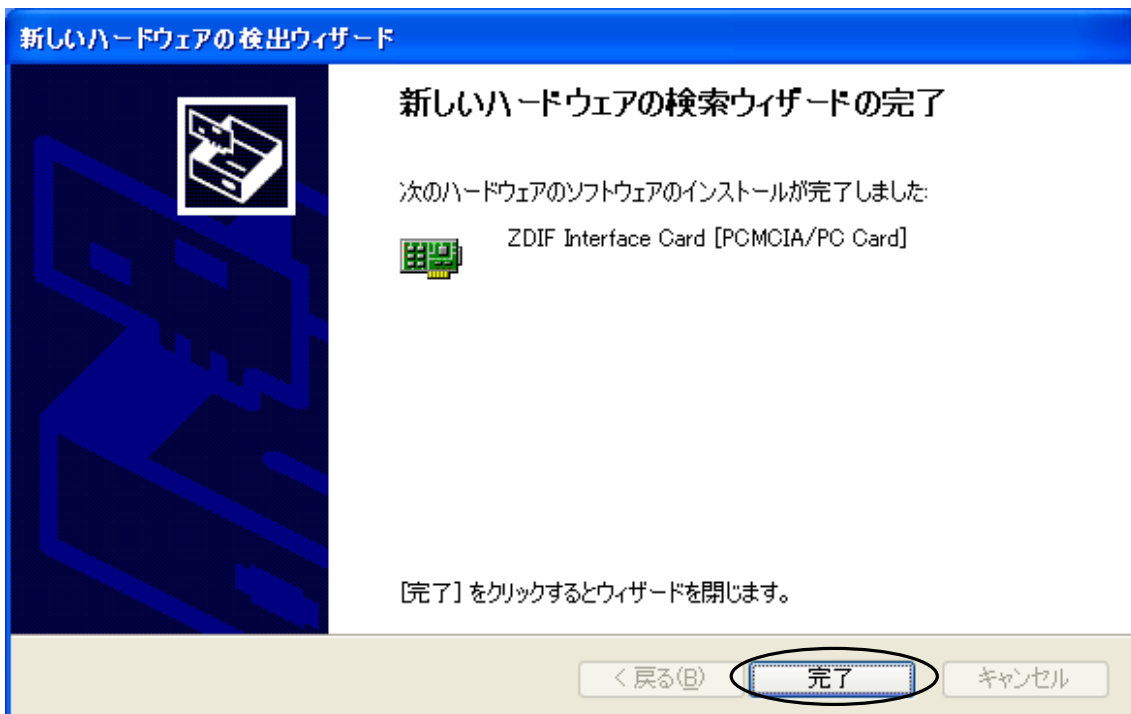 新しいハードウェアの検出ウィザード
新しいハードウェアの検索ウィザードの完了
次のハードウェアのソフトウェアのインストールが完了しました:
ZDIF Interface Card [PCMCIA/PC Card]
[完了] をクリックするとウィザードを閉じます。
< 戻る(B) 完了 キャンセル